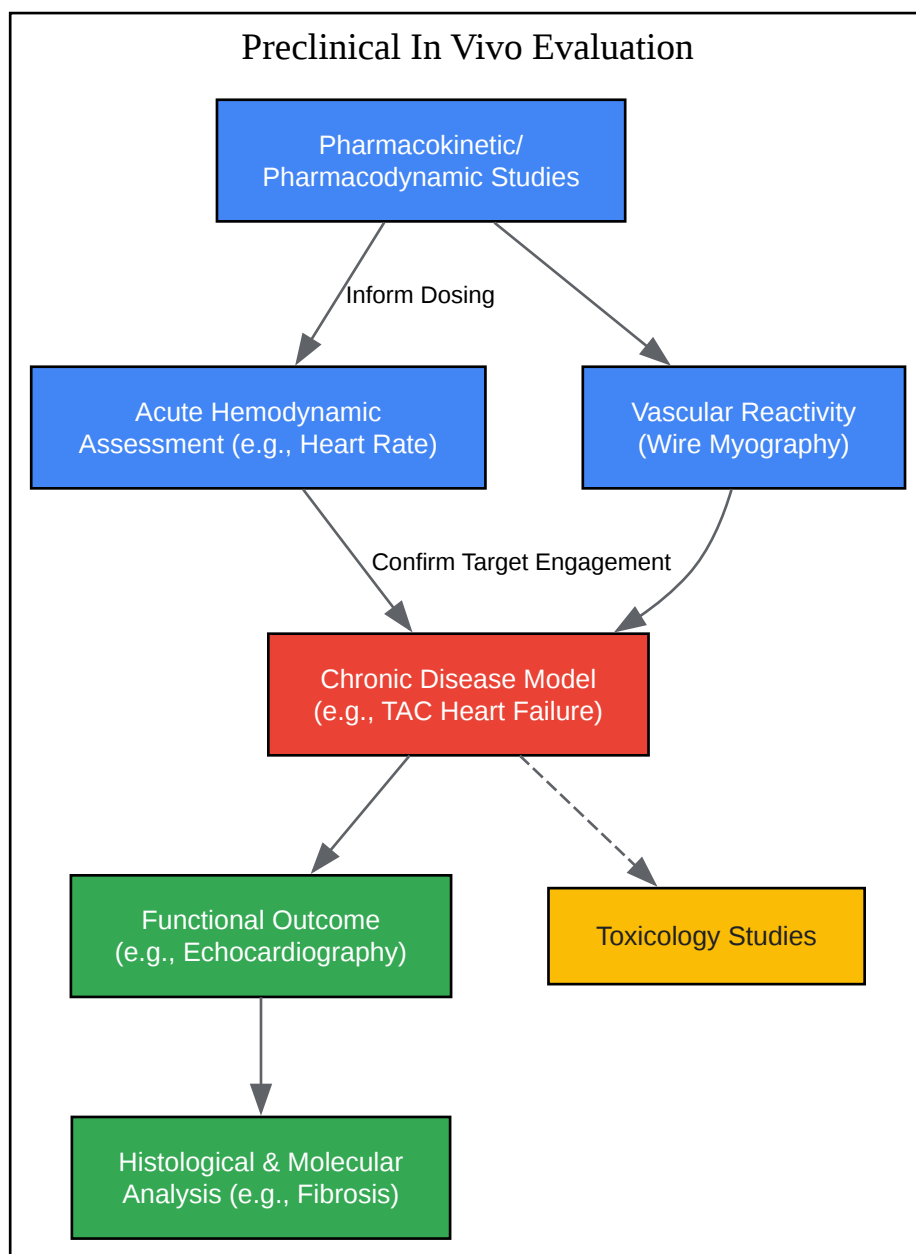 Preclinical In Vivo Evaluation
Pharmacokinetic/
Pharmacodynamic Studies
Inform Dosing
Acute Hemodynamic
Assessment (e.g., Heart Rate)
Vascular Reactivity
(Wire Myography)
Confirm Target Engagement
Chronic Disease Model
(e.g., TAC Heart Failure)
Functional Outcome
(e.g., Echocardiography)
Toxicology Studies
Histological & Molecular
Analysis (e.g., Fibrosis)